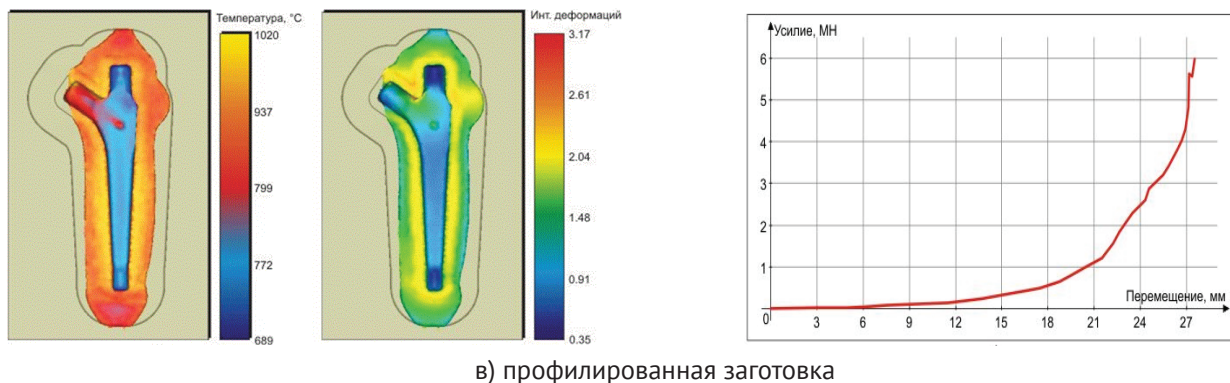 Температура, °С
1020
937
799
772
689
Инт. деформаций
3.17
2.61
2.04
1.48
0.91
0.35
Усилие, МН
6
5
4
3
2
1
0 3 6 9 12 15 18 21 24 27
Перемещение, мм
в) профилированная заготовка